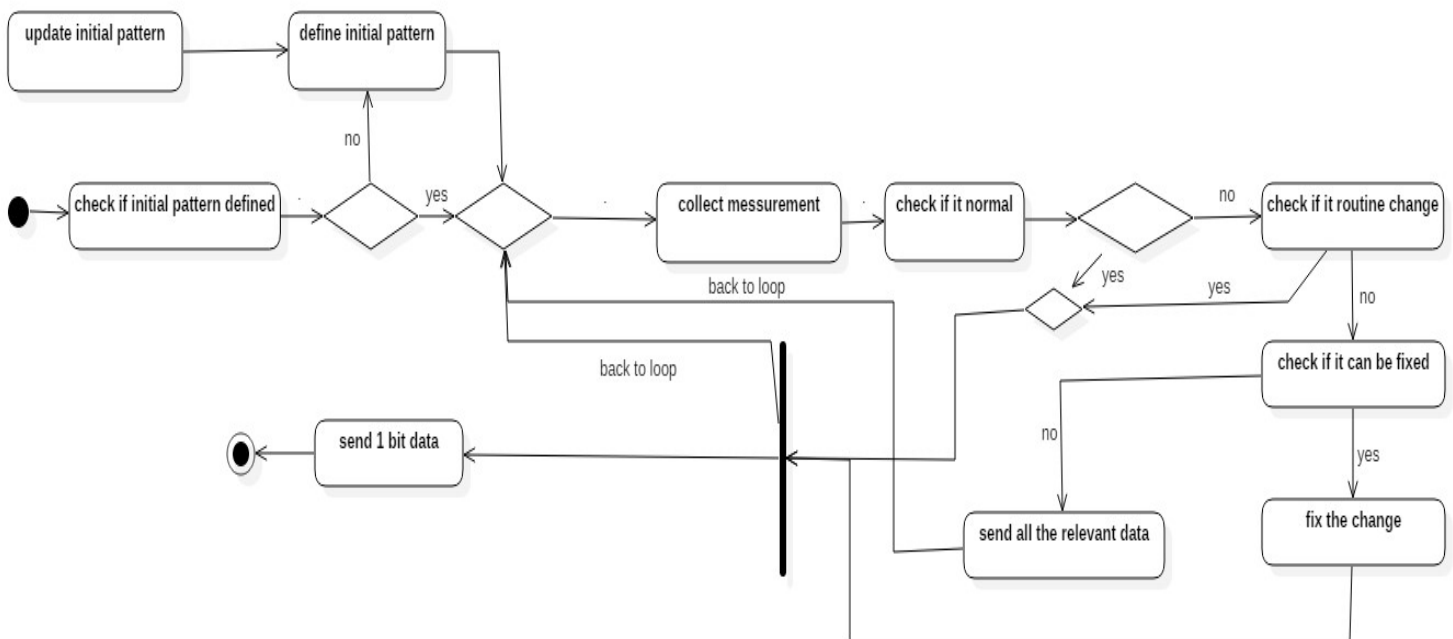 update initial pattern
define initial pattern
no
check if initial pattern defined
yes
collect messurement
check if it normal
no
check if it routine change
yes
yes
back to loop
no
back to loop
check if it can be fixed
send 1 bit data
no
yes
send all the relevant data
fix the change